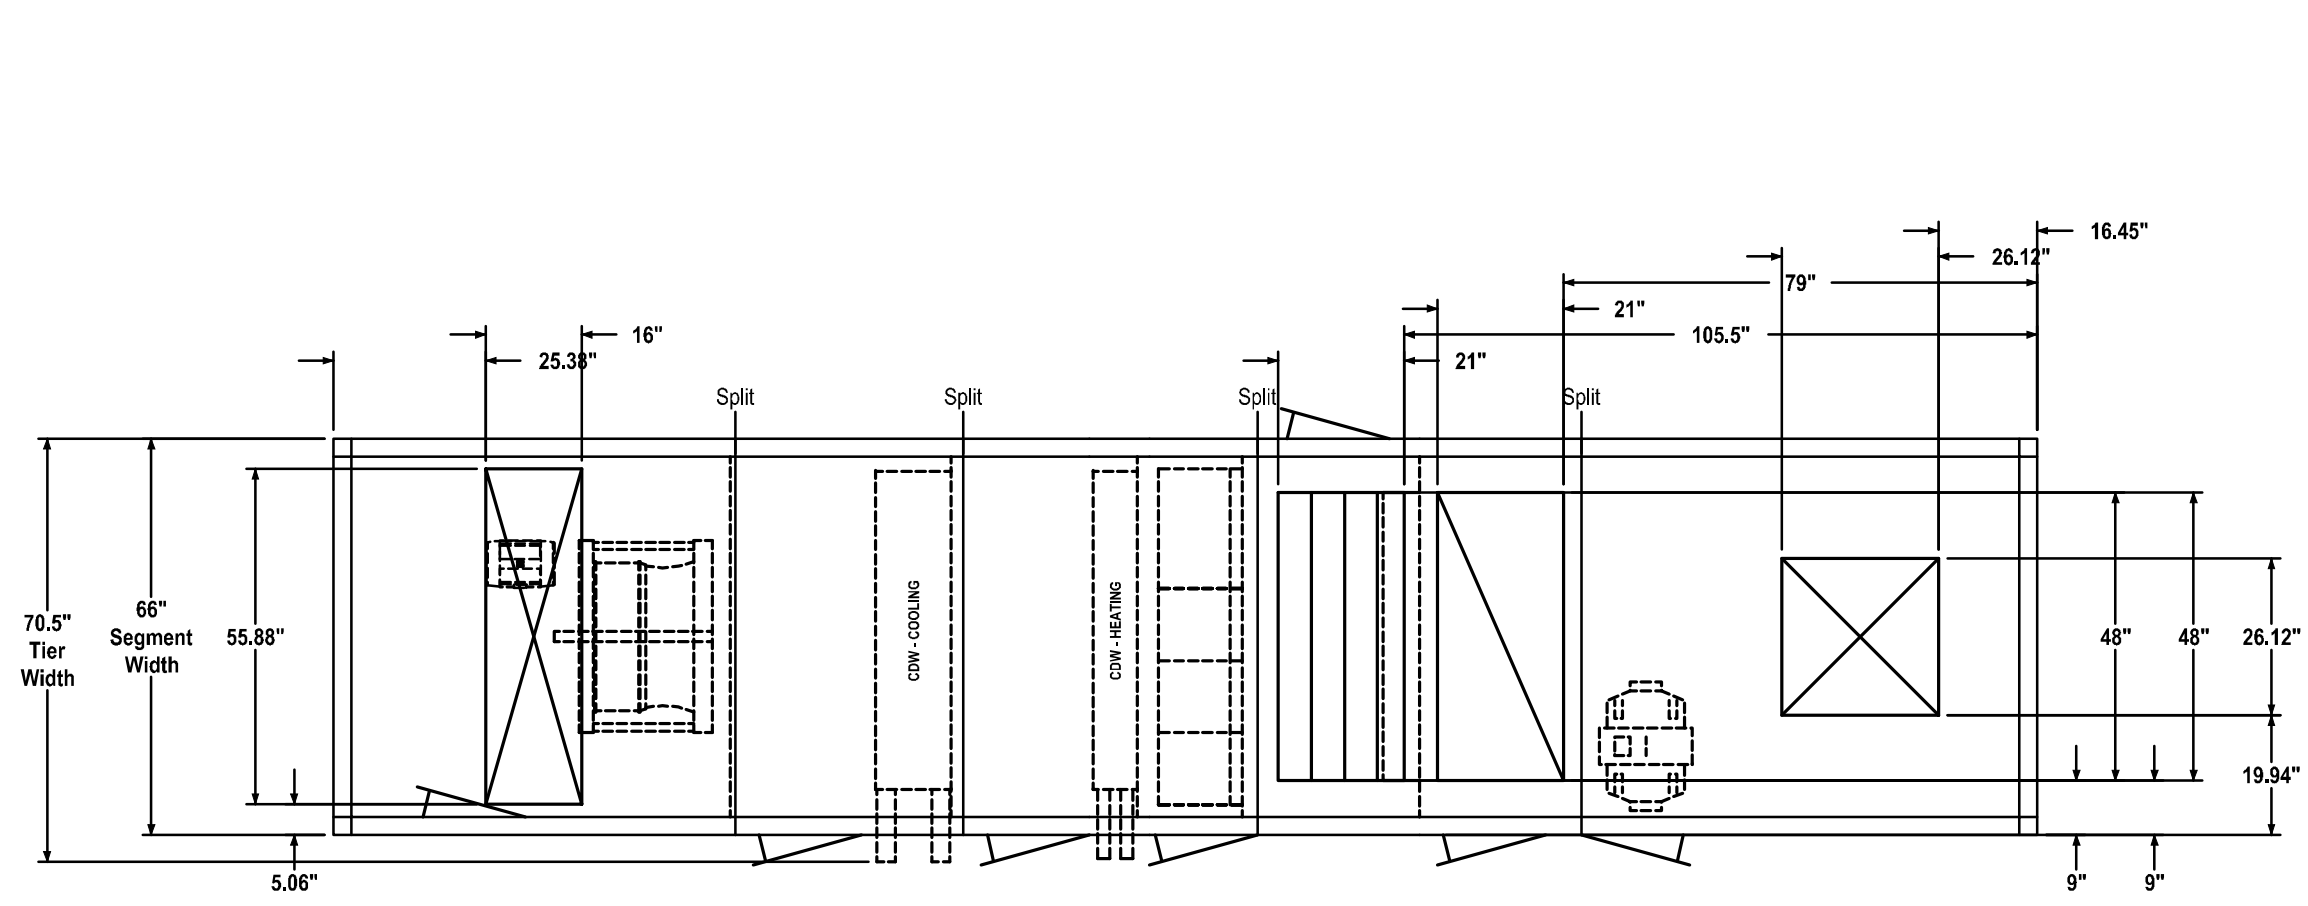 16.45"
26.12"
79"
21"
105.5"
16"
25.38"
21"
Split
Split
Split
Split
CDW - COOLING
CDW - HEATING
70.5"
Tier
Width
66"
Segment
Width
55.88"
48"
48"
26.12"
19.94"
5.06"
9"
9"